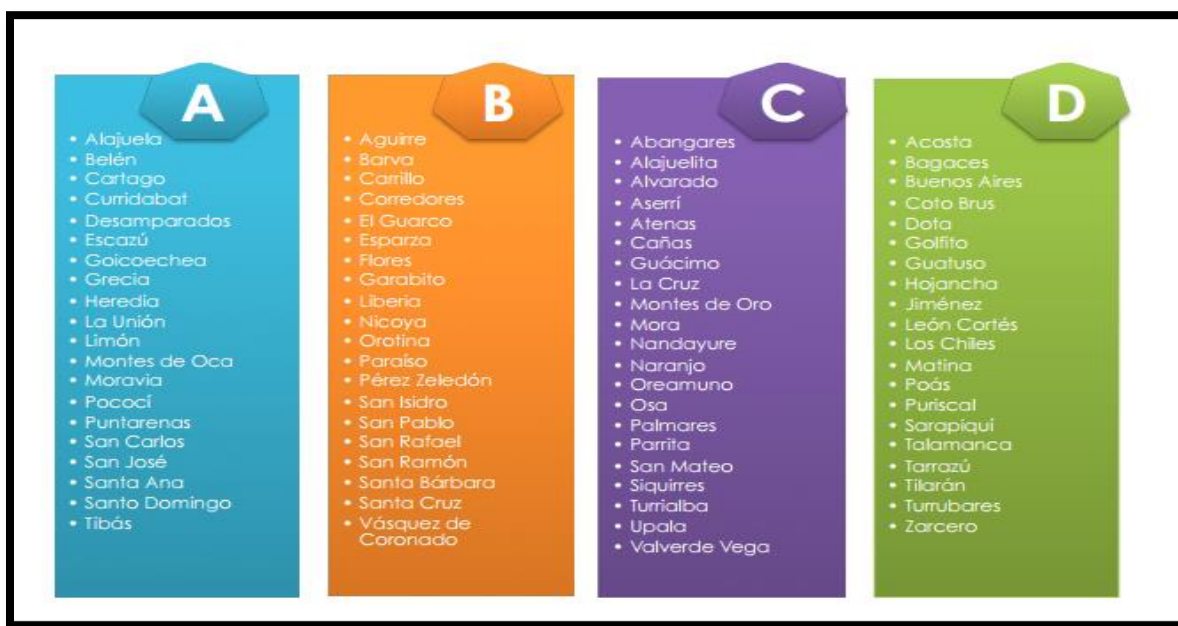 A
• Alajuela
• Belén
• Cartago
• Curridabat
• Desamparados
• Escazú
• Goicoechea
• Grecia
• Heredia
• La Unión
• Limón
• Montes de Oca
• Moravia
• Pococí
• Puntarenas
• San Carlos
• San José
• Santa Ana
• Santo Domingo
• Tibás
B
• Aguirre
• Barva
• Carrillo
• Corredores
• El Guarco
• Esparza
• Flores
• Garabito
• Liberia
• Nicoya
• Orotina
• Paraíso
• Pérez Zeledón
• San Isidro
• San Pablo
• San Rafael
• San Ramón
• Santa Bárbara
• Santa Cruz
• Vásquez de
Coronado
C
• Abangares
• Alajuelita
• Alvarado
• Aserrí
• Atenas
• Cañas
• Guácimo
• La Cruz
• Montes de Oro
• Mora
• Nandayure
• Naranjo
• Oreamuno
• Osa
• Palmares
• Parrita
• San Mateo
• Siquirres
• Turrialba
• Upala
• Valverde Vega
D
• Acosta
• Bagaces
• Buenos Aires
• Coto Brus
• Dota
• Golfito
• Guatuso
• Hojancha
• Jiménez
• León Cortés
• Los Chiles
• Matina
• Poás
• Puriscal
• Sarapiquí
• Talamanca
• Tarrazú
• Tilarán
• Turrubares
• Zarcero